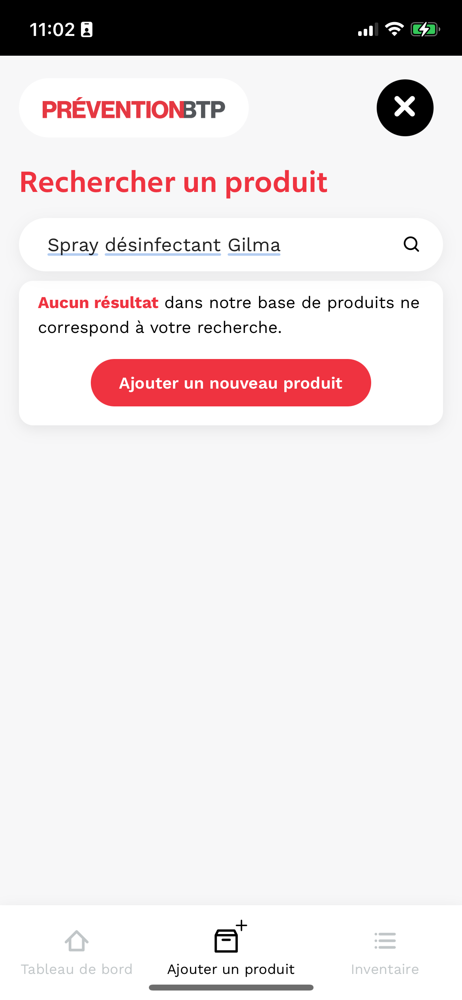 11:02
PRÉVENTIONBTP
Rechercher un produit
Spray désinfectant Gilma
Aucun résultat dans notre base de produits ne
correspond à votre recherche.
Ajouter un nouveau produit
Tableau de bord
Ajouter un produit
Inventaire